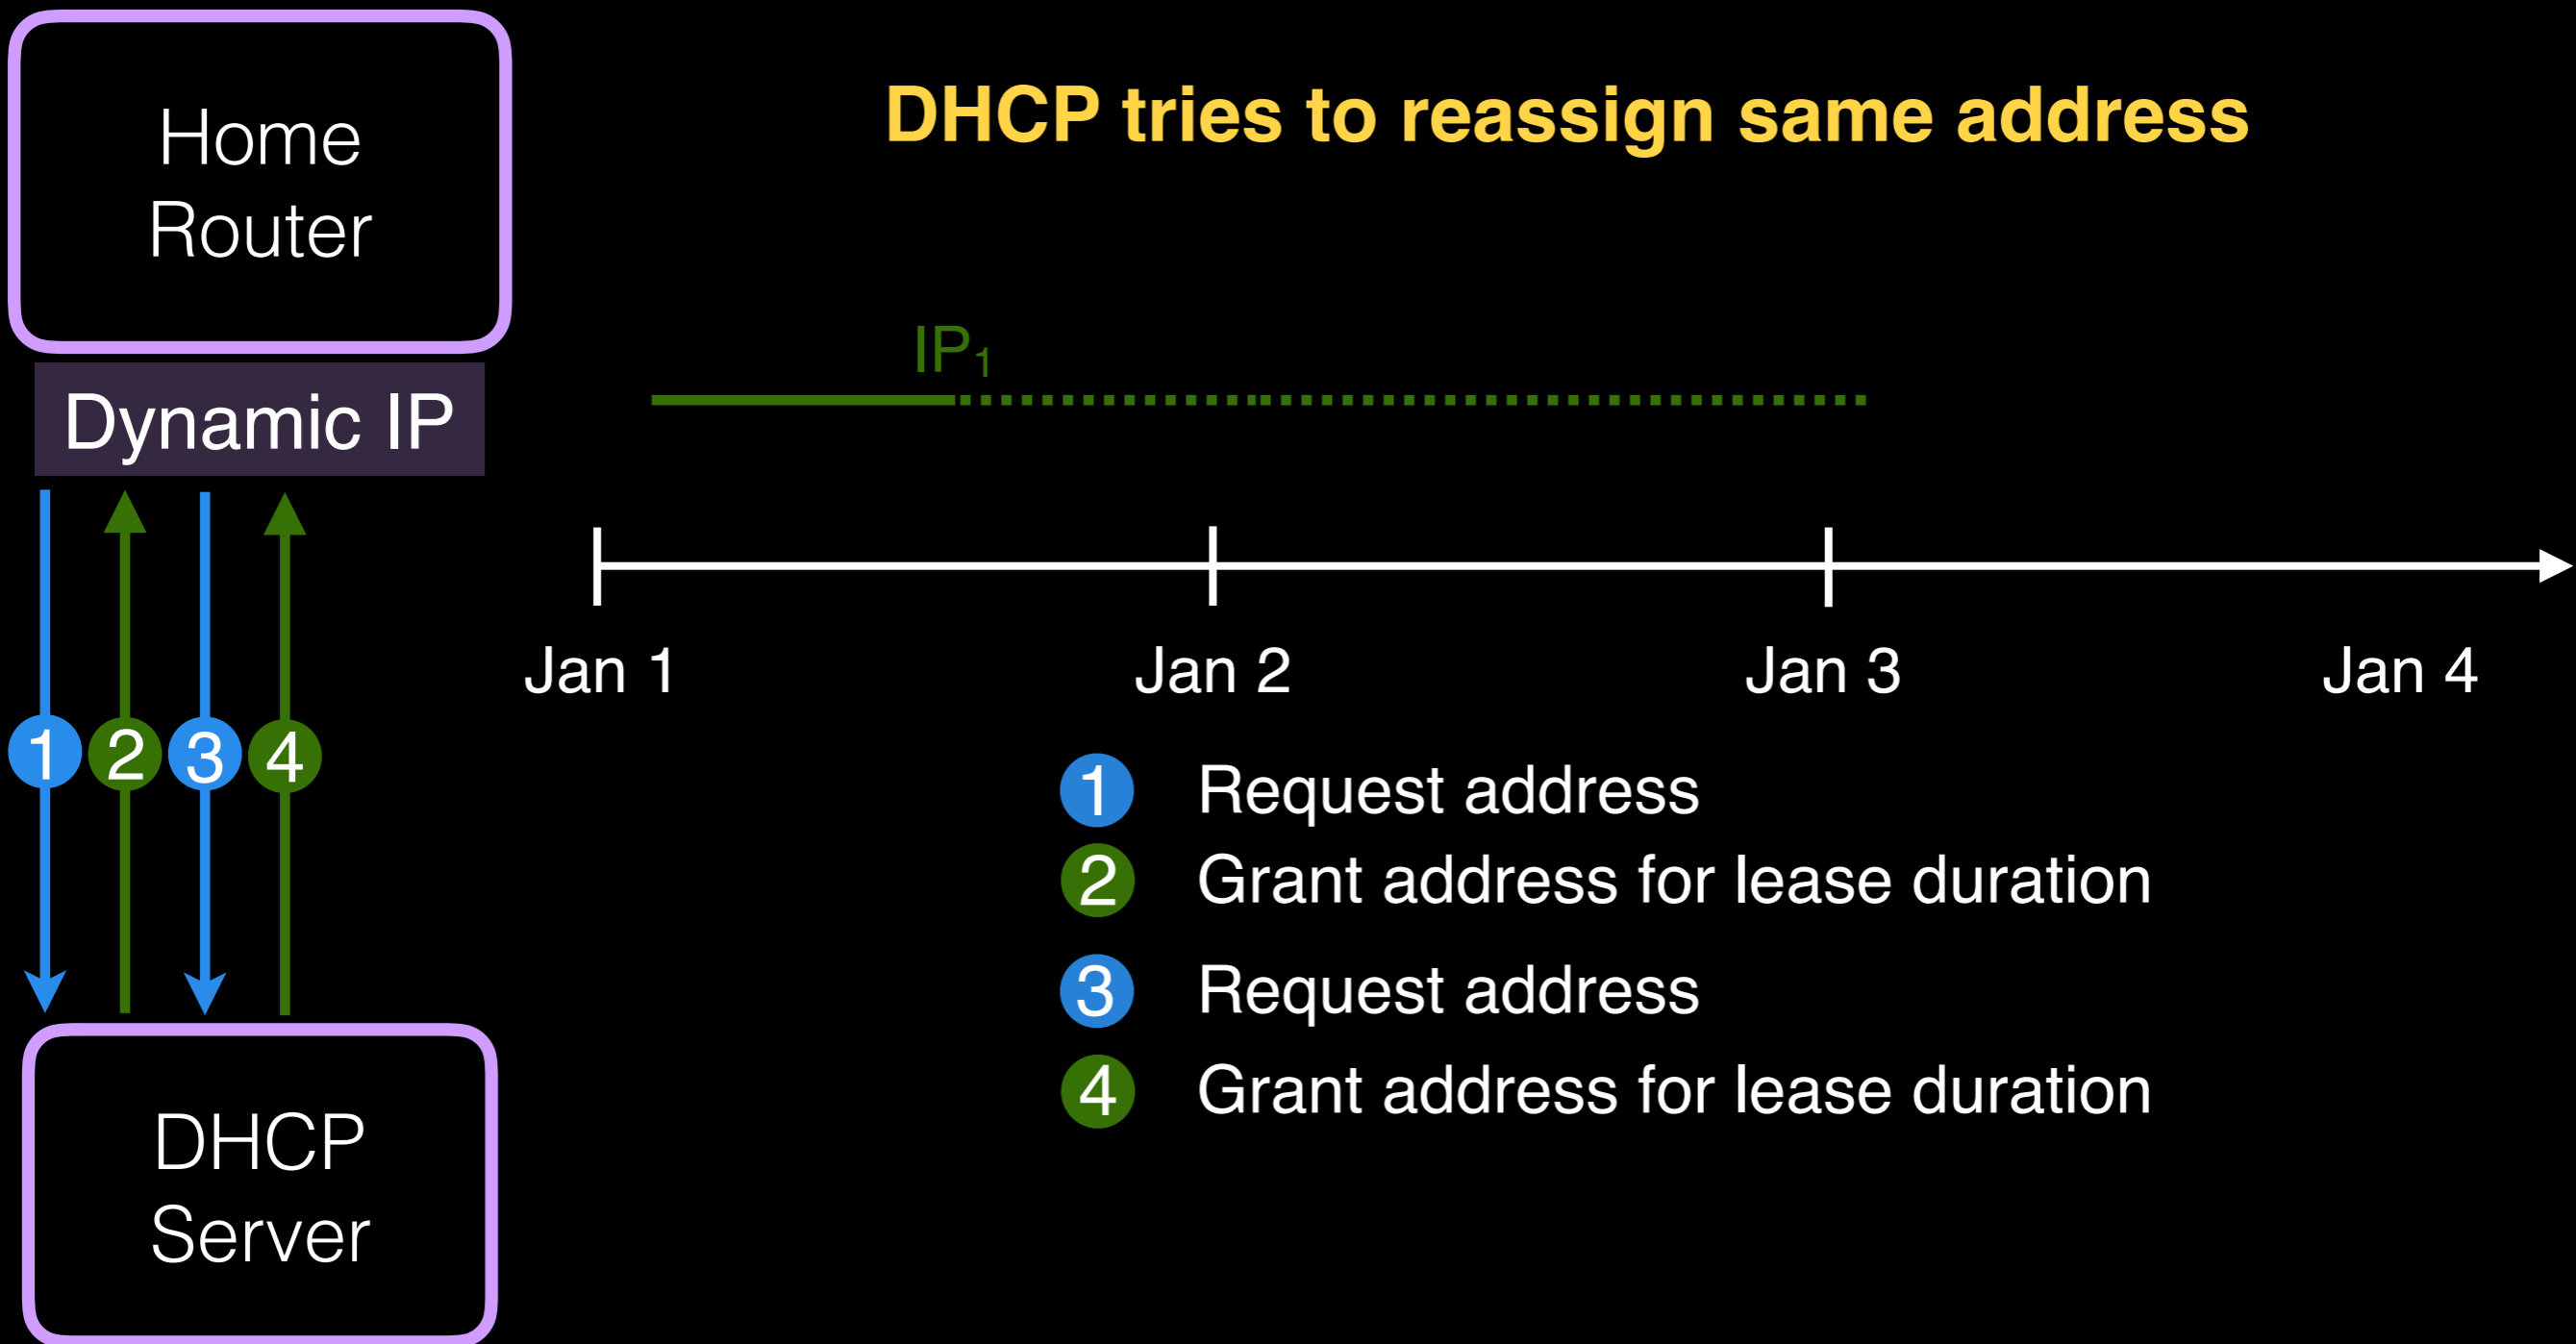 Home
Router
DHCP tries to reassign same address
IP₁
Dynamic IP
Jan 1
Jan 2
Jan 3
Jan 4
1
2
3
4
1 Request address
2 Grant address for lease duration
3 Request address
4 Grant address for lease duration
DHCP
Server